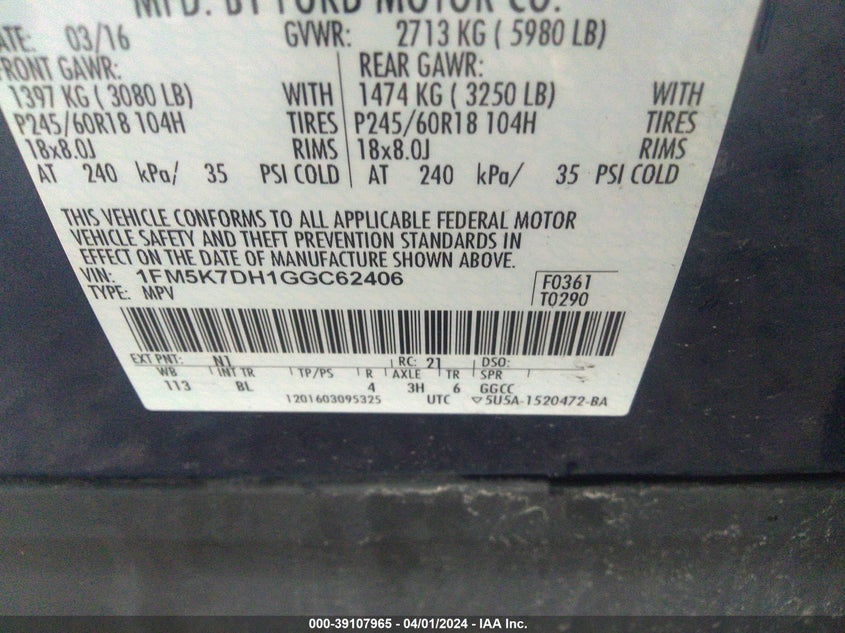 MFD. BY FORD MOTOR CO.
DATE: 03/16 GVWR: 2713 KG ( 5980 LB)
FRONT GAWR: REAR GAWR:
1397 KG ( 3080 LB) WITH 1474 KG ( 3250 LB) WITH
P245/60R18 104H TIRES P245/60R18 104H TIRES
18x8.0J RIMS 18x8.0J RIMS
AT 240 kPa/ 35 PSI COLD AT 240 kPa/ 35 PSI COLD
THIS VEHICLE CONFORMS TO ALL APPLICABLE FEDERAL MOTOR
VEHICLE SAFETY AND THEFT PREVENTION STANDARDS IN
EFFECT ON THE DATE OF MANUFACTURE SHOWN ABOVE.
VIN: 1FM5K7DH1GGC62406 F0361
TYPE: MPV T0290
EXT PNT: N1 RC: 21 DSO:
WB INT TR TP/PS R AXLE TR SPR
113 BL 4 3H 6 GGCC
1201603095325 UTC ▽5U5A-1520472-BA
000-39107965 - 04/01/2024 - IAA Inc.